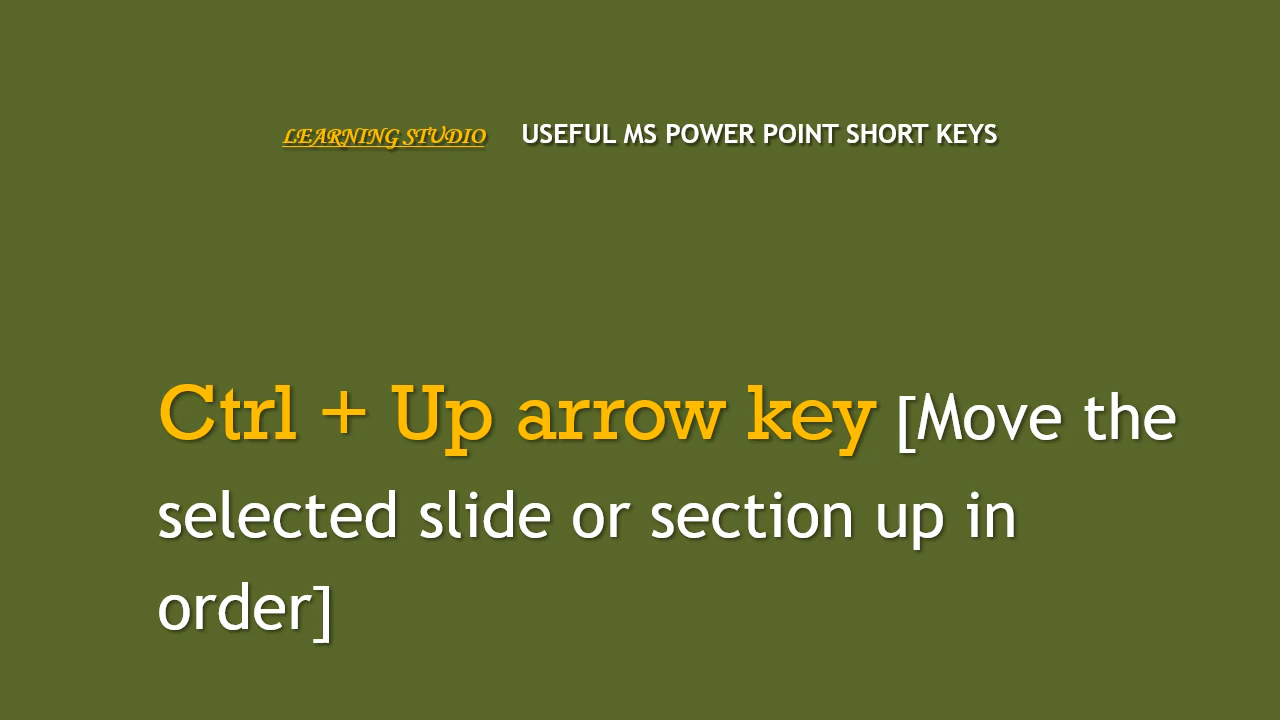 LEARNING STUDIO USEFUL MS POWER POINT SHORT KEYS
Ctrl + Up arrow key [Move the
selected slide or section up in
order]